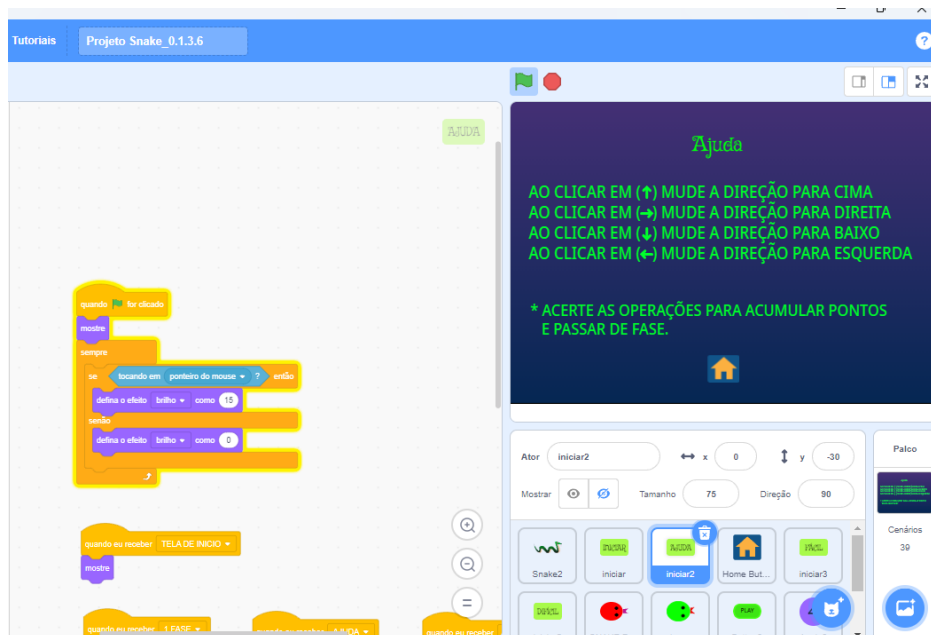 Tutoriais
Projeto Snake_0.1.3.6
?
AJUDA
quando for clicado
mostre
sempre
se tocando em ponteiro do mouse ? então
defina o efeito brilho como 15
senão
defina o efeito brilho como 0
quando eu receber TELA DE INICIO
mostre
quando eu receber 1 FASE
quando eu receber AJUDA
quando eu receber
Ajuda
AO CLICAR EM (↑) MUDE A DIREÇÃO PARA CIMA
AO CLICAR EM (→) MUDE A DIREÇÃO PARA DIREITA
AO CLICAR EM (↓) MUDE A DIREÇÃO PARA BAIXO
AO CLICAR EM (←) MUDE A DIREÇÃO PARA ESQUERDA
* ACERTE AS OPERAÇÕES PARA ACUMULAR PONTOS
E PASSAR DE FASE.
Ator iniciar2 x 0 y -30
Mostrar Tamanho 75 Direção 90
INICIAR
AJUDA
FÁCIL
Snake2
iniciar
iniciar2
Home But...
iniciar3
DIFÍCIL
PLAY
4
Palco
Cenários
39